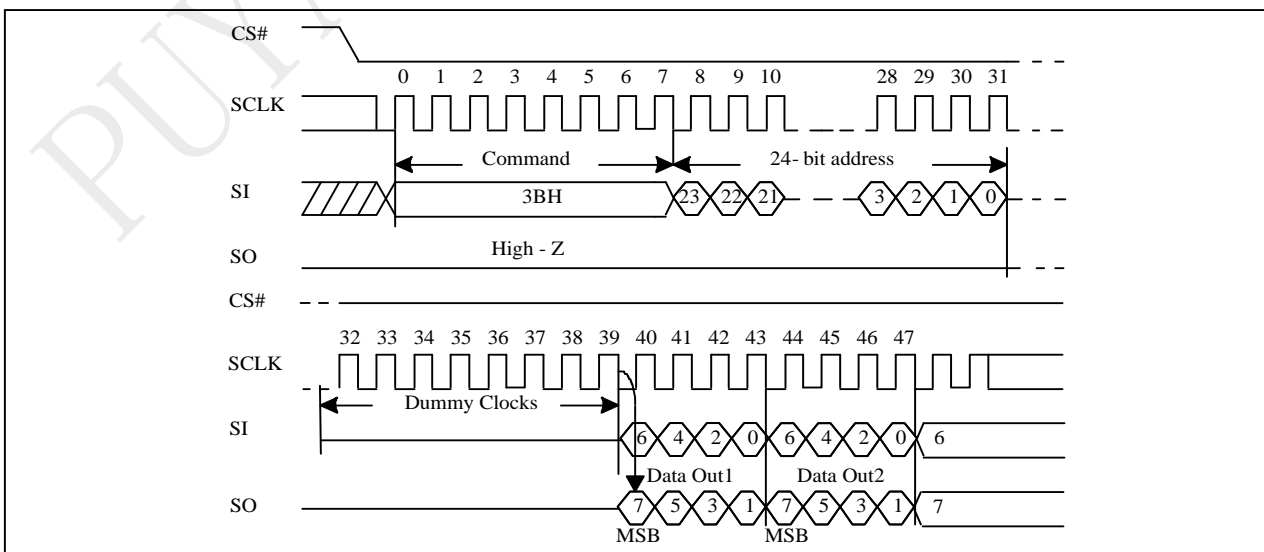 PUYA
CS#
0 1 2 3 4 5 6 7 8 9 10 28 29 30 31
SCLK
Command 24- bit address
SI 3BH 23 22 21 3 2 1 0
High - Z
SO
CS#
32 33 34 35 36 37 38 39 40 41 42 43 44 45 46 47
SCLK
Dummy Clocks
SI 6 4 2 0 6 4 2 0 6
Data Out1 Data Out2
SO 7 5 3 1 7 5 3 1 7
MSB MSB